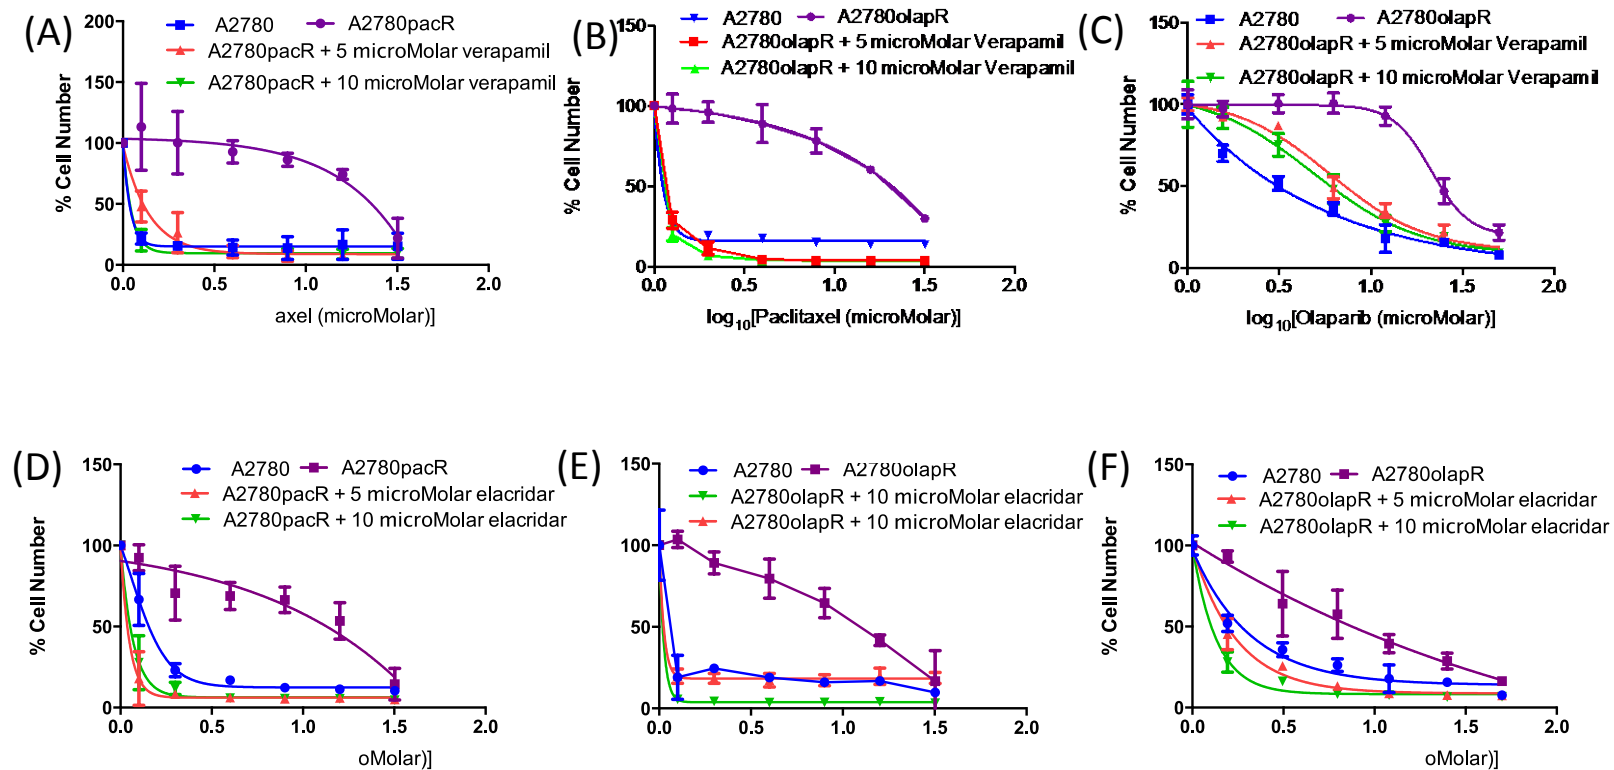 (A)
A2780 A2780pacR
A2780pacR + 5 microMolar verapamil
A2780pacR + 10 microMolar verapamil
% Cell Number
200
150
100
50
0
0.0 0.5 1.0 1.5 2.0
axel (microMolar)]
(B)
A2780 A2780olapR
A2780olapR + 5 microMolar Verapamil
A2780olapR + 10 microMolar Verapamil
% Cell Number
150
100
50
0
0.0 0.5 1.0 1.5 2.0
log10[Paclitaxel (microMolar)]
(C)
A2780 A2780olapR
A2780olapR + 5 microMolar Verapamil
A2780olapR + 10 microMolar Verapamil
% Cell Number
150
100
50
0
0.0 0.5 1.0 1.5 2.0
log10[Olaparib (microMolar)]
(D)
A2780 A2780pacR
A2780pacR + 5 microMolar elacridar
A2780pacR + 10 microMolar elacridar
% Cell Number
150
100
50
0
0.0 0.5 1.0 1.5 2.0
oMolar)]
(E)
A2780 A2780olapR
A2780olapR + 10 microMolar elacridar
A2780olapR + 10 microMolar elacridar
% Cell Number
150
100
50
0
0.0 0.5 1.0 1.5 2.0
(F)
A2780 A2780olapR
A2780olapR + 5 microMolar elacridar
A2780olapR + 10 microMolar elacridar
% Cell Number
150
100
50
0
0.0 0.5 1.0 1.5 2.0
oMolar)]